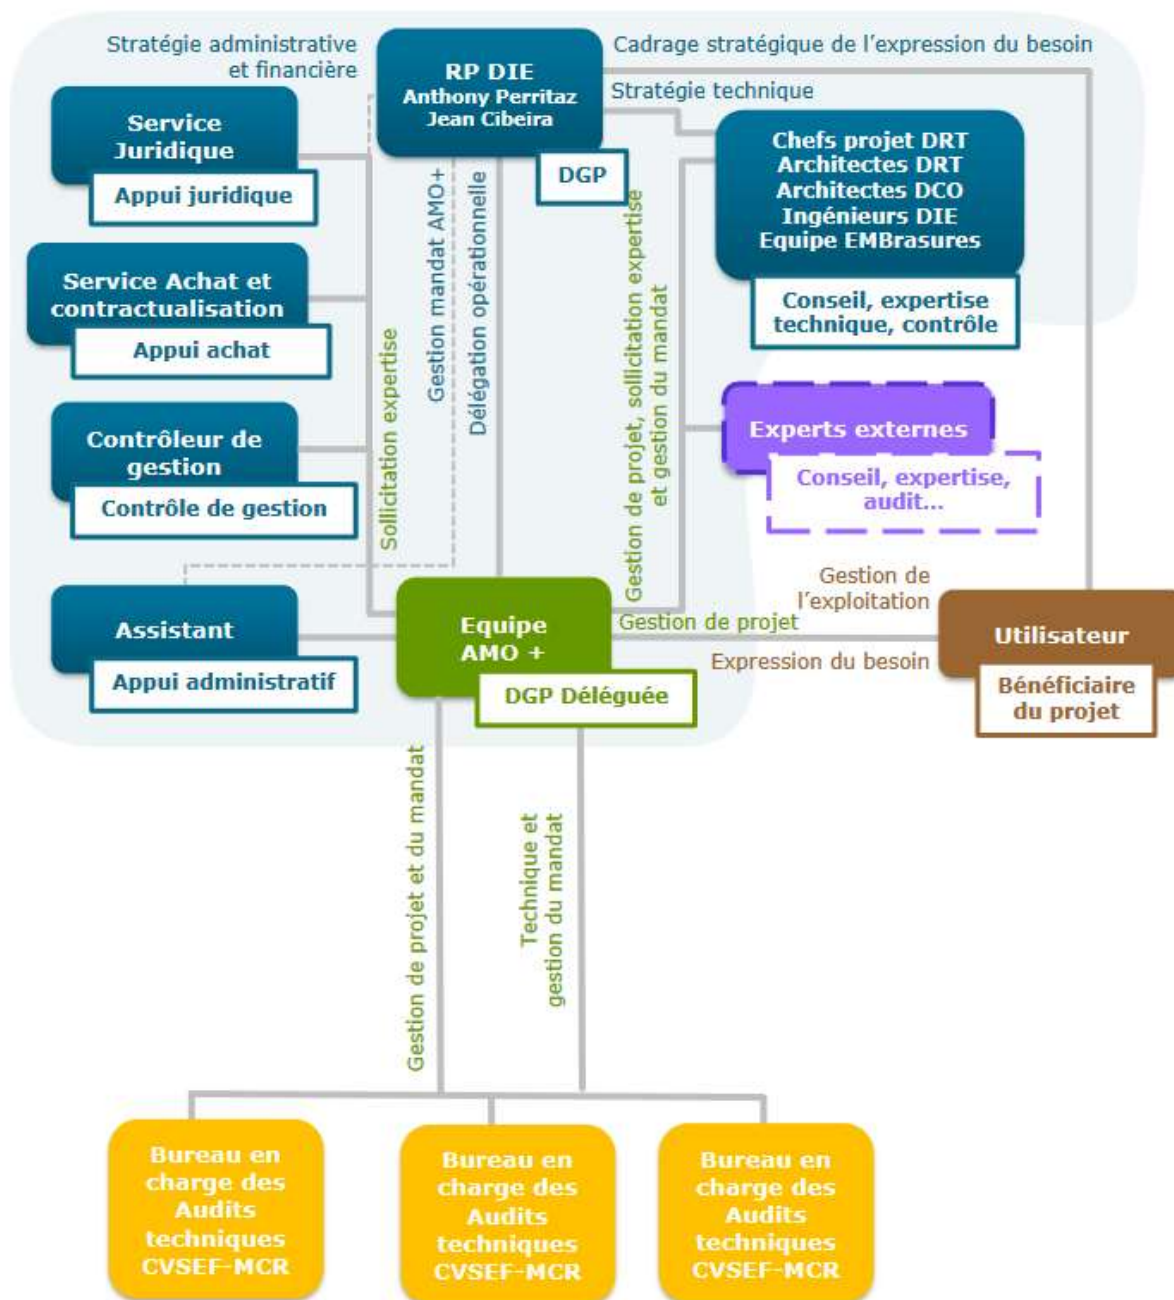 Stratégie administrative
et financière
RP DIE
Anthony Perritaz
Jean Cibeira
DGP
Cadrage stratégique de l'expression du besoin
Stratégie technique
Service
Juridique
Appui juridique
Chefs projet DRT
Architectes DRT
Architectes DCO
Ingénieurs DIE
Equipe EMBrasures
Conseil, expertise
technique, contrôle
Service Achat et
contractualisation
Appui achat
Gestion mandat AMO+
Délégation opérationnelle
Gestion de projet, sollicitation expertise
et gestion du mandat
Sollicitation expertise
Experts externes
Conseil, expertise,
audit...
Contrôleur de
gestion
Contrôle de gestion
Assistant
Appui administratif
Equipe
AMO +
DGP Déléguée
Gestion de
l'exploitation
Gestion de projet
Expression du besoin
Utilisateur
Bénéficiaire
du projet
Gestion de projet et du mandat
Technique et
gestion du mandat
Bureau en
charge des
Audits
techniques
CVSEF-MCR
Bureau en
charge des
Audits
techniques
CVSEF-MCR
Bureau en
charge des
Audits
techniques
CVSEF-MCR